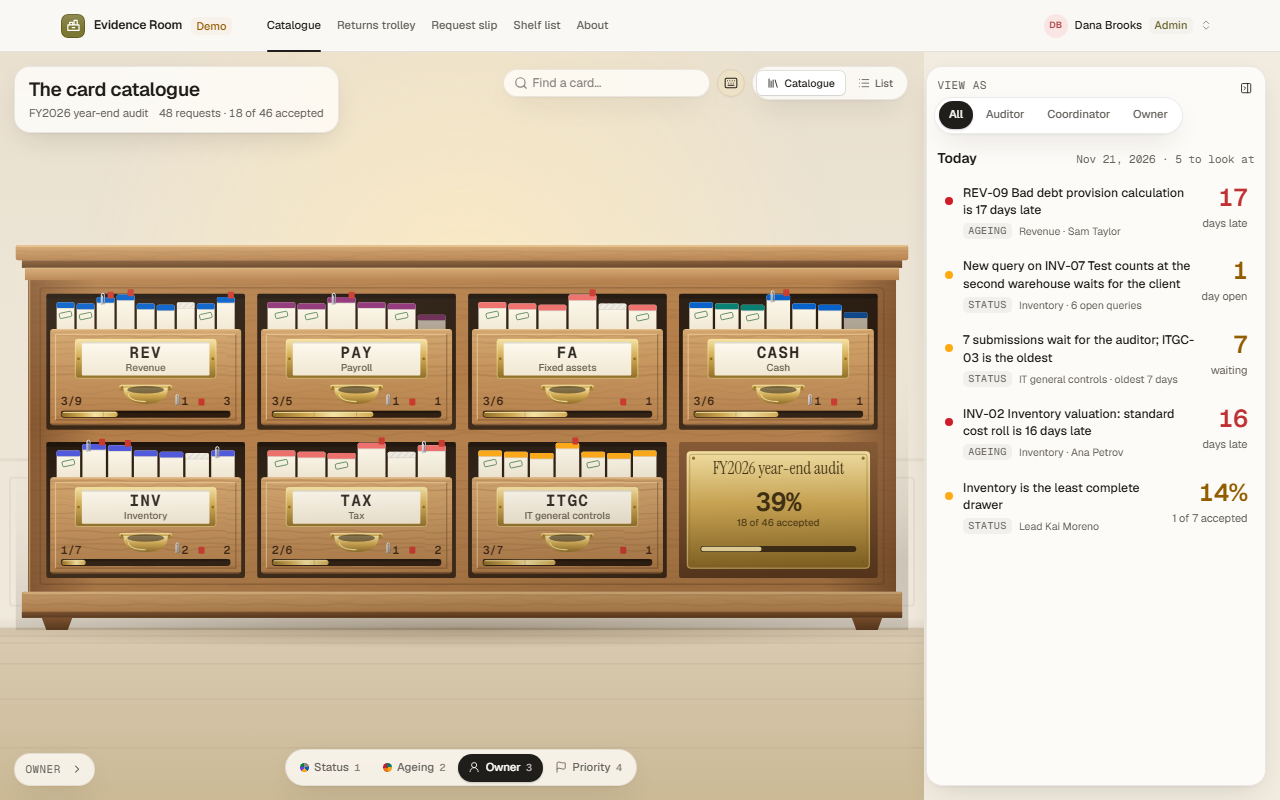 Evidence Room Demo
Catalogue Returns trolley Request slip Shelf list About
DB Dana Brooks Admin
The card catalogue
FY2026 year-end audit 48 requests · 18 of 46 accepted
Find a card...
Catalogue List
REV
Revenue
3/9 1 3
PAY
Payroll
3/5 1 1
FA
Fixed assets
3/6 1
CASH
Cash
3/6 1 1
INV
Inventory
1/7 2 2
TAX
Tax
2/6 1 2
ITGC
IT general controls
3/7 1
FY2026 year-end audit
39%
18 of 46 accepted
OWNER
Status 1 Ageing 2 Owner 3 Priority 4
VIEW AS
All Auditor Coordinator Owner
Today Nov 21, 2026 · 5 to look at
REV-09 Bad debt provision calculation
is 17 days late
17
days late
AGEING Revenue · Sam Taylor
New query on INV-07 Test counts at the
second warehouse waits for the client
1
day open
STATUS Inventory · 6 open queries
7 submissions wait for the auditor; ITGC-
03 is the oldest
7
waiting
STATUS IT general controls · oldest 7 days
INV-02 Inventory valuation: standard
cost roll is 16 days late
16
days late
AGEING Inventory · Ana Petrov
Inventory is the least complete
drawer
14%
1 of 7 accepted
STATUS Lead Kai Moreno